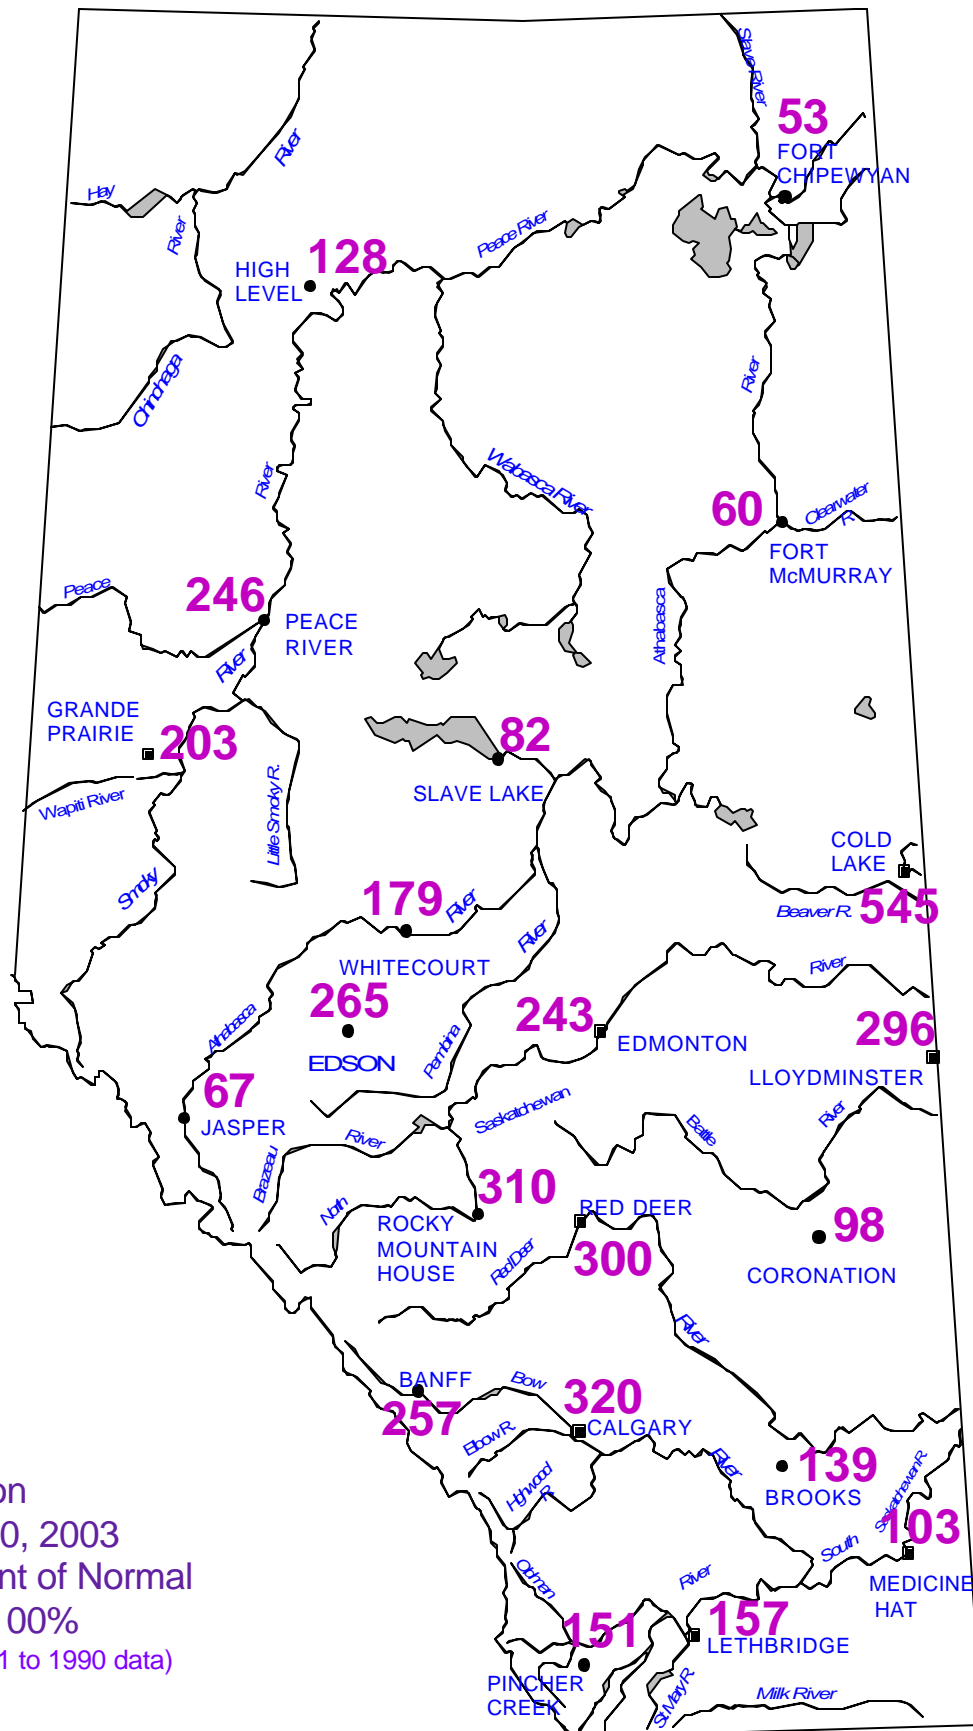 Slave River
53
FORT
CHIPEWYAN
River
Hay
River
Peace River
128
HIGH
LEVEL
Chinchaga
River
River
Wabasca River
60
Clearwater
R.
FORT
McMURRAY
Peace
246
PEACE
RIVER
River
Athabasca
GRANDE
PRAIRIE
203
82
SLAVE LAKE
Wapiti River
Little Smoky R.
Smoky
COLD
LAKE
Beaver R.
545
179
River
WHITECOURT
River
River
265
EDSON
Athabasca
Pembina
243
EDMONTON
296
LLOYDMINSTER
67
JASPER
Saskatchewan
River
Battle
River
Brazeau
North
310
ROCKY
MOUNTAIN
HOUSE
RED DEER
300
Red Deer
98
CORONATION
River
BANFF
257
Bow
320
CALGARY
Elbow R.
Highwood
R.
River
139
BROOKS
Saskatchewan R.
103
South
MEDICINE
HAT
Oldman
River
151
PINCHER
CREEK
157
LETHBRIDGE
St. Mary R.
Milk River
on
0, 2003
nt of Normal
00%
1 to 1990 data)